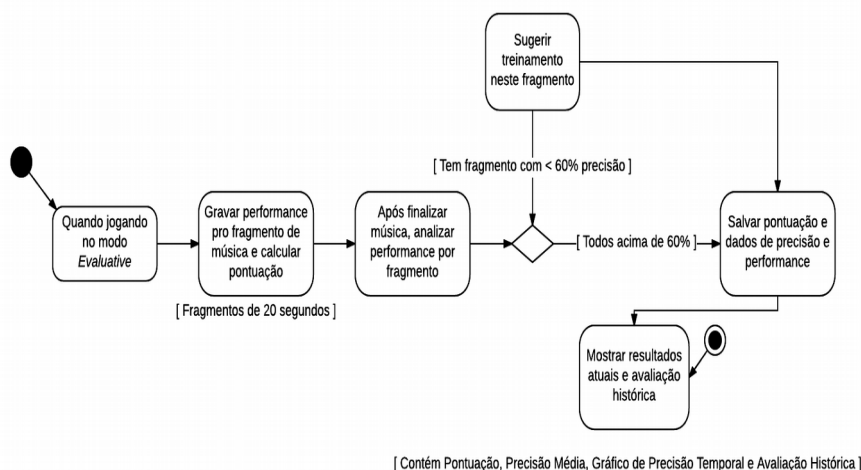 Sugerir
treinamento
neste fragmento
[ Tem fragmento com < 60% precisão ]
Quando jogando
no modo
Evaluative
Gravar performance
pro fragmento de
música e calcular
pontuação
[ Fragmentos de 20 segundos ]
Após finalizar
música, analizar
performance por
fragmento
[ Todos acima de 60% ]
Salvar pontuação e
dados de precisão e
performance
Mostrar resultados
atuais e avaliação
histórica
[ Contém Pontuação, Precisão Média, Gráfico de Precisão Temporal e Avaliação Histórica ]